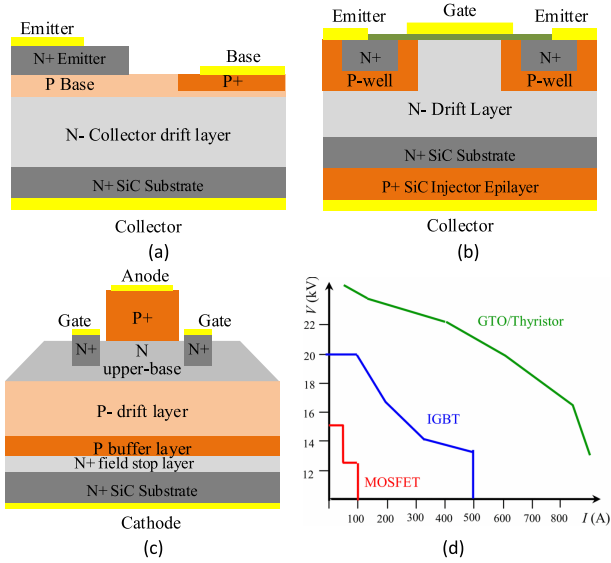 Emitter
N+ Emitter
Base
P Base
P+
N- Collector drift layer
N+ SiC Substrate
Collector
(a)
Emitter
Gate
Emitter
N+
N+
P-well
P-well
N- Drift Layer
N+ SiC Substrate
P+ SiC Injector Epilayer
Collector
(b)
Anode
P+
Gate
Gate
N+
N
N+
upper-base
P- drift layer
P buffer layer
N+ field stop layer
N+ SiC Substrate
Cathode
(c)
V (kV)
22
20
18
16
14
12
GTO/Thyristor
IGBT
MOSFET
100 200 300 400 500 600 700 800 I (A)
(d)